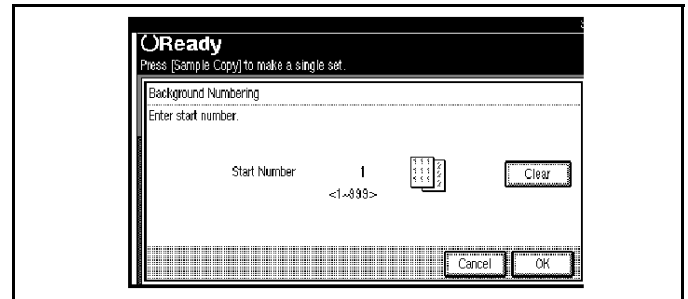 Ready
Press [Sample Copy] to make a single set.
Background Numbering
Enter start number.
Start Number 1 Clear
<1~999>
Cancel OK